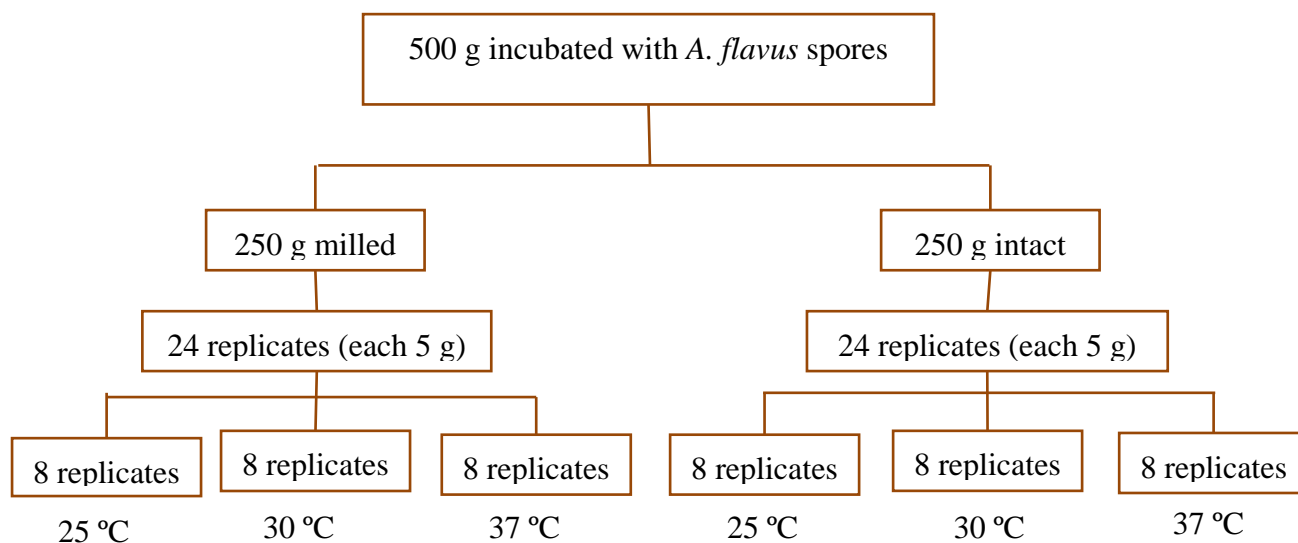 500 g incubated with A. flavus spores
250 g milled
250 g intact
24 replicates (each 5 g)
24 replicates (each 5 g)
8 replicates
8 replicates
8 replicates
8 replicates
8 replicates
8 replicates
25 ºC
30 ºC
37 ºC
25 ºC
30 ºC
37 ºC